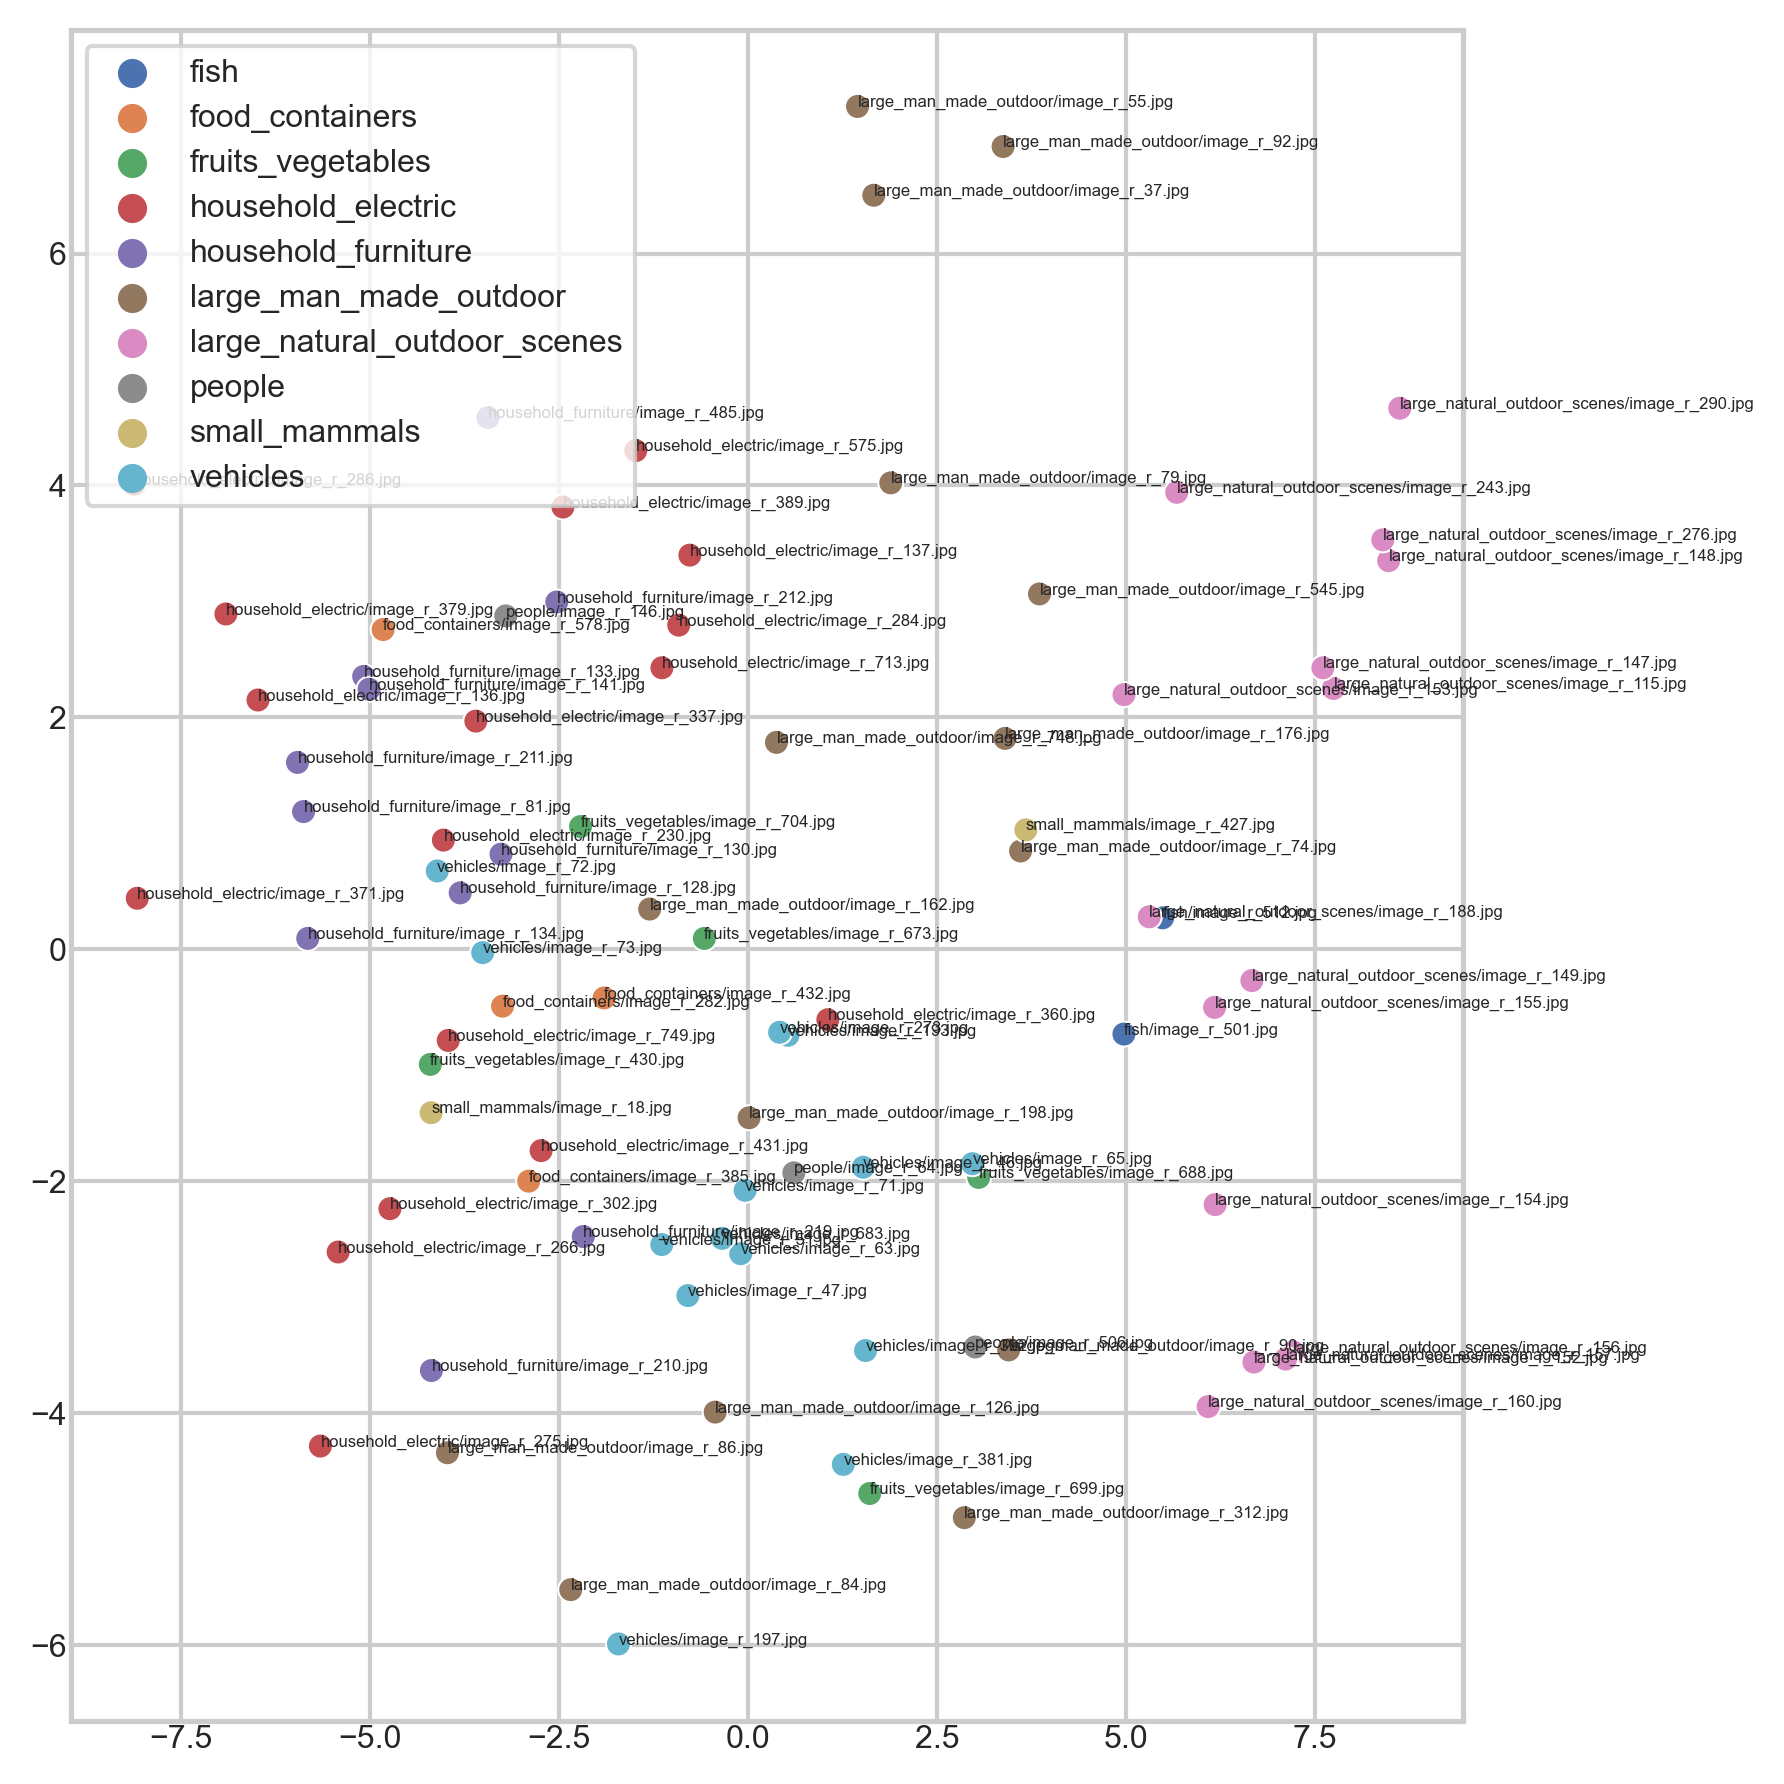 fish
food_containers
fruits_vegetables
household_electric
household_furniture
large_man_made_outdoor
large_natural_outdoor_scenes
people
small_mammals
vehicles
large_man_made_outdoor/image_r_55.jpg
large_man_made_outdoor/image_r_92.jpg
large_man_made_outdoor/image_r_37.jpg
large_natural_outdoor_scenes/image_r_290.jpg
household_furniture/image_r_485.jpg
household_electric/image_r_575.jpg
large_man_made_outdoor/image_r_79.jpg
household_electric/image_r_286.jpg
large_natural_outdoor_scenes/image_r_243.jpg
household_electric/image_r_389.jpg
large_natural_outdoor_scenes/image_r_276.jpg
household_electric/image_r_137.jpg
large_natural_outdoor_scenes/image_r_148.jpg
large_man_made_outdoor/image_r_545.jpg
household_furniture/image_r_212.jpg
household_electric/image_r_379.jpg
people/image_r_146.jpg
household_electric/image_r_284.jpg
food_containers/image_r_578.jpg
household_electric/image_r_713.jpg
large_natural_outdoor_scenes/image_r_147.jpg
household_furniture/image_r_133.jpg
household_furniture/image_r_141.jpg
large_natural_outdoor_scenes/image_r_115.jpg
large_natural_outdoor_scenes/image_r_153.jpg
household_electric/image_r_136.jpg
household_electric/image_r_337.jpg
large_man_made_outdoor/image_r_748.jpg
large_man_made_outdoor/image_r_176.jpg
household_furniture/image_r_211.jpg
household_furniture/image_r_81.jpg
fruits_vegetables/image_r_704.jpg
small_mammals/image_r_427.jpg
household_electric/image_r_230.jpg
household_furniture/image_r_130.jpg
large_man_made_outdoor/image_r_74.jpg
vehicles/image_r_72.jpg
household_furniture/image_r_128.jpg
household_electric/image_r_371.jpg
large_man_made_outdoor/image_r_162.jpg
large_natural_outdoor_scenes/image_r_188.jpg
fish/image_r_512.jpg
household_furniture/image_r_134.jpg
fruits_vegetables/image_r_673.jpg
vehicles/image_r_73.jpg
large_natural_outdoor_scenes/image_r_149.jpg
food_containers/image_r_432.jpg
food_containers/image_r_282.jpg
large_natural_outdoor_scenes/image_r_155.jpg
household_electric/image_r_360.jpg
vehicles/image_r_273.jpg
vehicles/image_r_193.jpg
fish/image_r_501.jpg
household_electric/image_r_749.jpg
fruits_vegetables/image_r_430.jpg
small_mammals/image_r_18.jpg
large_man_made_outdoor/image_r_198.jpg
household_electric/image_r_431.jpg
vehicles/image_r_65.jpg
vehicles/image_r_46.jpg
people/image_r_64.jpg
fruits_vegetables/image_r_688.jpg
food_containers/image_r_385.jpg
vehicles/image_r_71.jpg
household_electric/image_r_302.jpg
large_natural_outdoor_scenes/image_r_154.jpg
household_furniture/image_r_219.jpg
vehicles/image_r_683.jpg
vehicles/image_r_63.jpg
household_electric/image_r_266.jpg
vehicles/image_r_47.jpg
people/image_r_506.jpg
large_man_made_outdoor/image_r_90.jpg
large_natural_outdoor_scenes/image_r_156.jpg
large_natural_outdoor_scenes/image_r_152.jpg
household_furniture/image_r_210.jpg
large_natural_outdoor_scenes/image_r_160.jpg
large_man_made_outdoor/image_r_126.jpg
household_electric/image_r_275.jpg
large_man_made_outdoor/image_r_86.jpg
vehicles/image_r_381.jpg
fruits_vegetables/image_r_699.jpg
large_man_made_outdoor/image_r_312.jpg
large_man_made_outdoor/image_r_84.jpg
vehicles/image_r_197.jpg
6
4
2
0
−2
−4
−6
−7.5 −5.0 −2.5 0.0 2.5 5.0 7.5